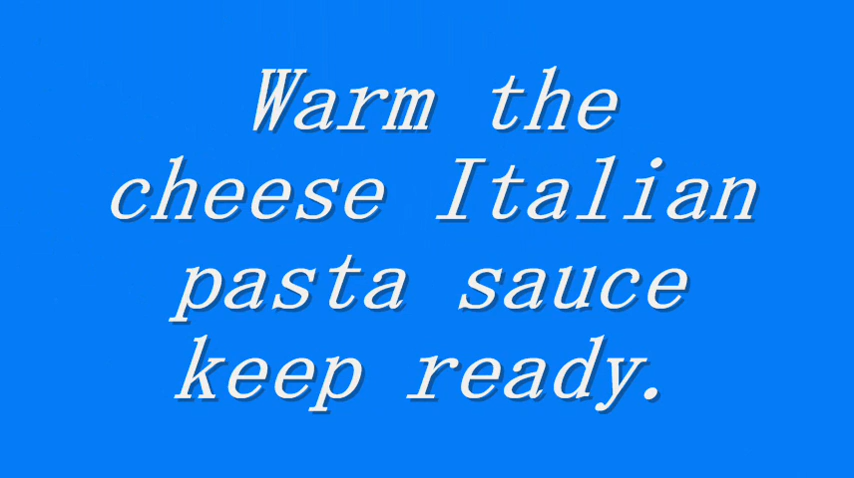 Warm the
cheese Italian
pasta sauce
keep ready.